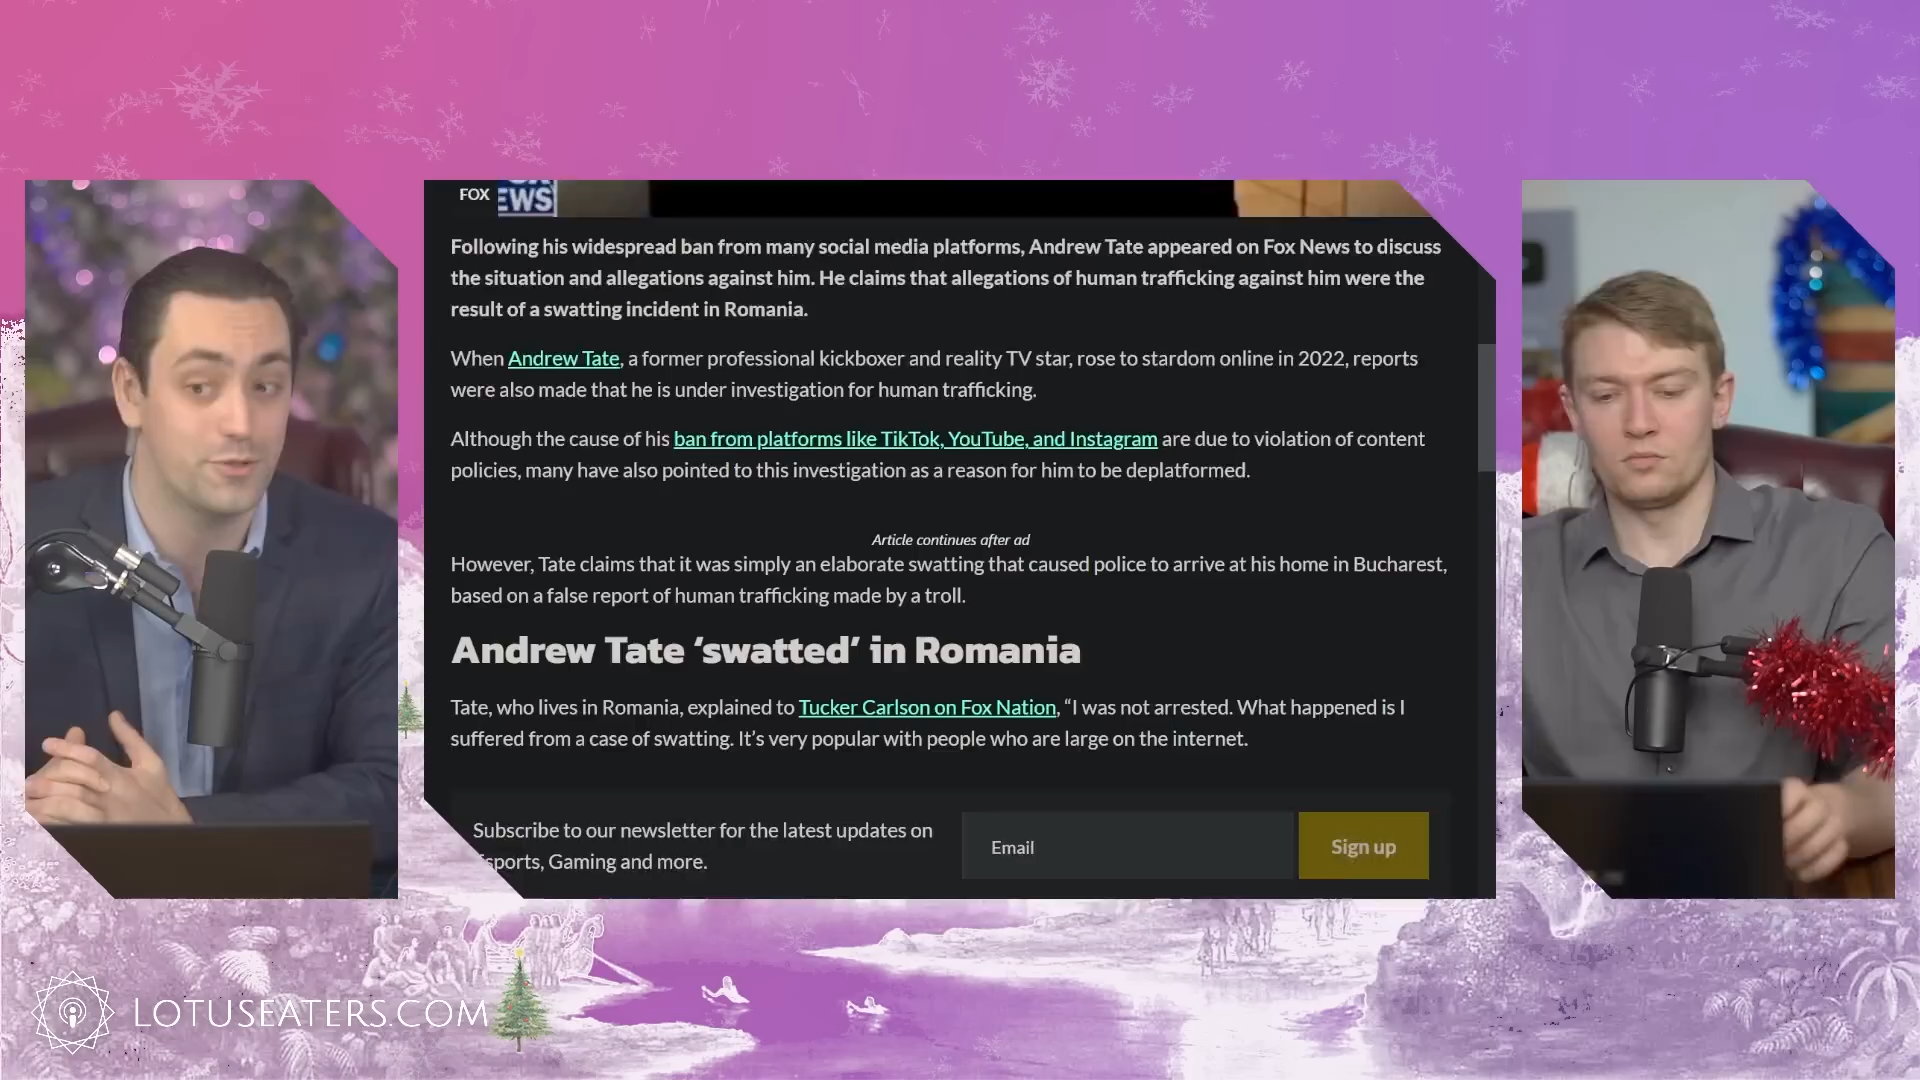 FOX
EWS
Following his widespread ban from many social media platforms, Andrew Tate appeared on Fox News to discuss
the situation and allegations against him. He claims that allegations of human trafficking against him were the
result of a swatting incident in Romania.
When Andrew Tate, a former professional kickboxer and reality TV star, rose to stardom online in 2022, reports
were also made that he is under investigation for human trafficking.
Although the cause of his ban from platforms like TikTok, YouTube, and Instagram are due to violation of content
policies, many have also pointed to this investigation as a reason for him to be deplatformed.
Article continues after ad
However, Tate claims that it was simply an elaborate swatting that caused police to arrive at his home in Bucharest,
based on a false report of human trafficking made by a troll.
Andrew Tate ‘swatted’ in Romania
Tate, who lives in Romania, explained to Tucker Carlson on Fox Nation, “I was not arrested. What happened is I
suffered from a case of swatting. It’s very popular with people who are large on the internet.
Subscribe to our newsletter for the latest updates on
sports, Gaming and more.
Email
Sign up
LOTUSEATERS.COM